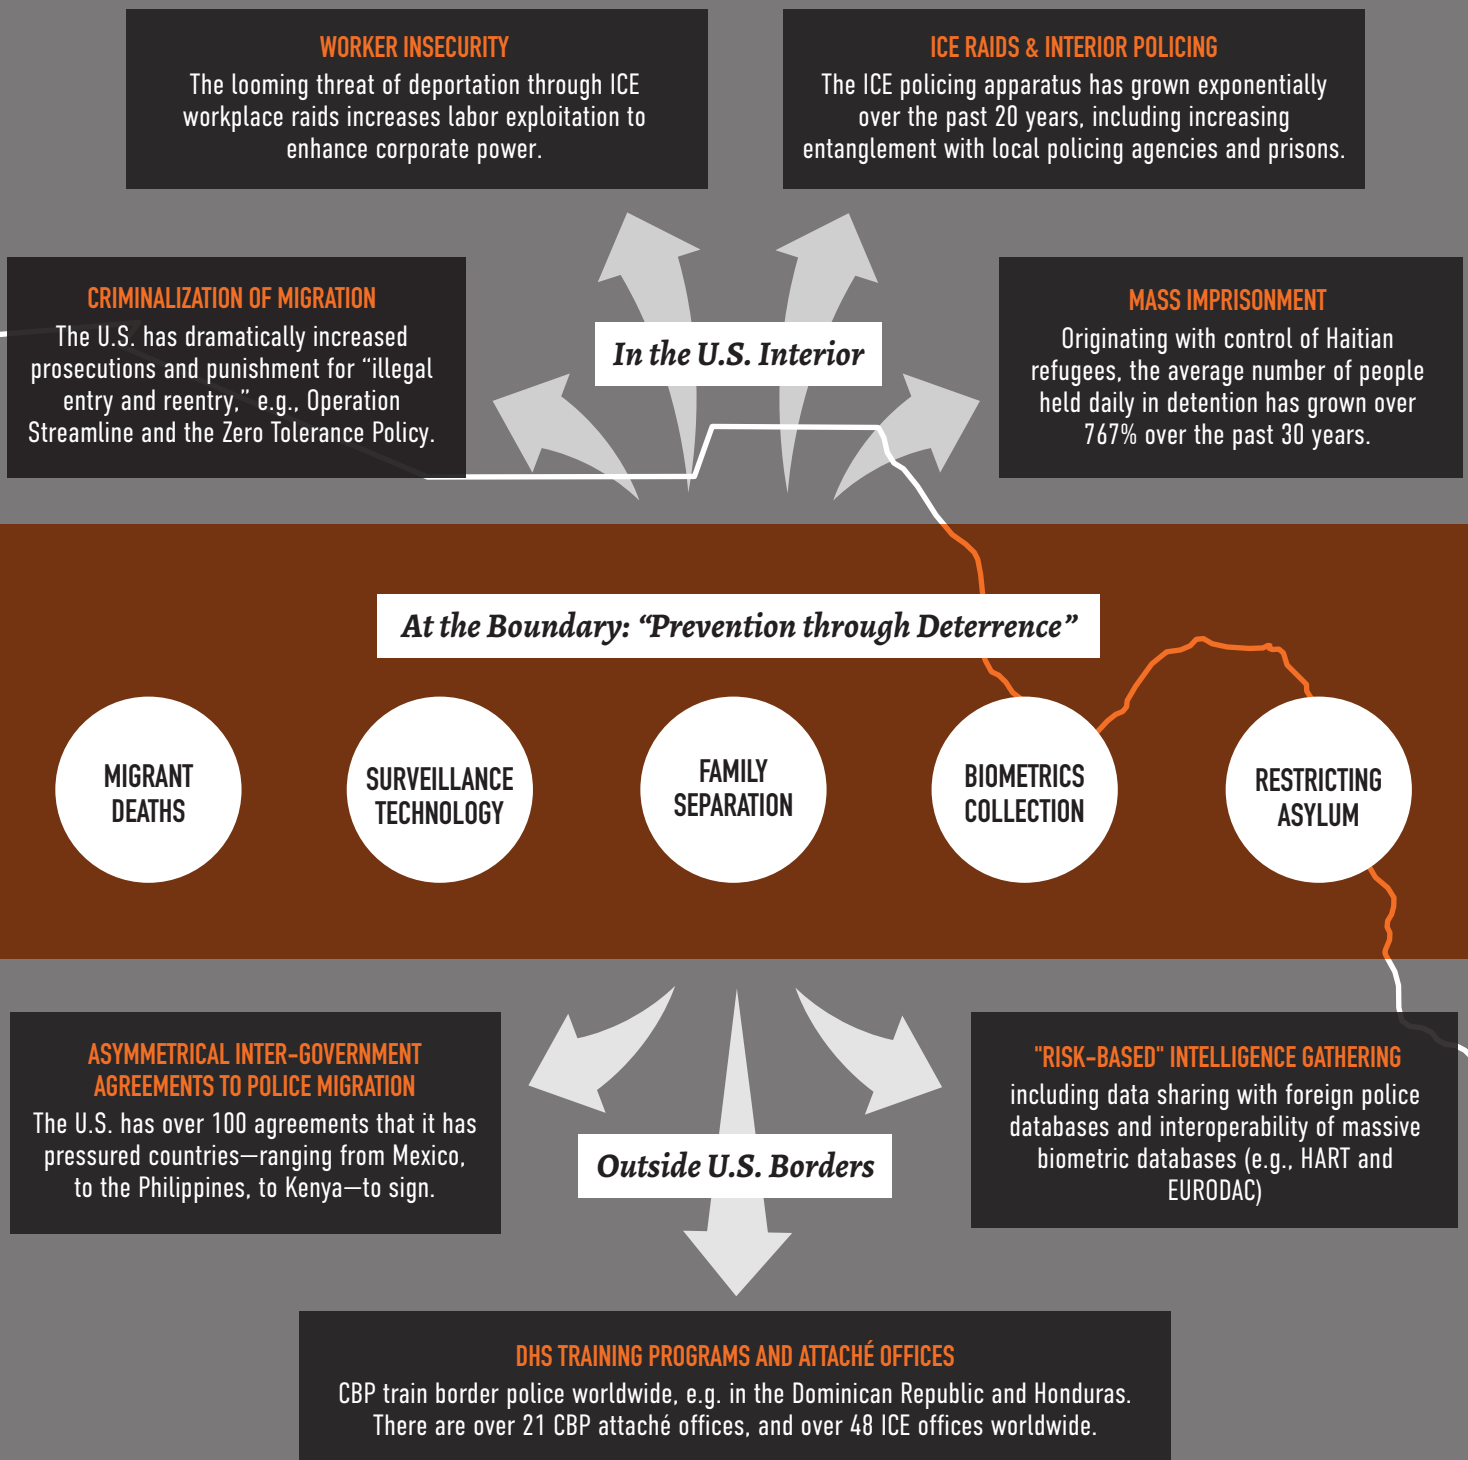 WORKER INSECURITY
The looming threat of deportation through ICE
workplace raids increases labor exploitation to
enhance corporate power.
ICE RAIDS & INTERIOR POLICING
The ICE policing apparatus has grown exponentially
over the past 20 years, including increasing
entanglement with local policing agencies and prisons.
CRIMINALIZATION OF MIGRATION
The U.S. has dramatically increased
prosecutions and punishment for “illegal
entry and reentry,” e.g., Operation
Streamline and the Zero Tolerance Policy.
In the U.S. Interior
MASS IMPRISONMENT
Originating with control of Haitian
refugees, the average number of people
held daily in detention has grown over
767% over the past 30 years.
At the Boundary: “Prevention through Deterrence”
MIGRANT
DEATHS
SURVEILLANCE
TECHNOLOGY
FAMILY
SEPARATION
BIOMETRICS
COLLECTION
RESTRICTING
ASYLUM
ASYMMETRICAL INTER-GOVERNMENT
AGREEMENTS TO POLICE MIGRATION
The U.S. has over 100 agreements that it has
pressured countries—ranging from Mexico,
to the Philippines, to Kenya—to sign.
Outside U.S. Borders
"RISK-BASED" INTELLIGENCE GATHERING
including data sharing with foreign police
databases and interoperability of massive
biometric databases (e.g., HART and
EURODAC)
DHS TRAINING PROGRAMS AND ATTACHÉ OFFICES
CBP train border police worldwide, e.g. in the Dominican Republic and Honduras.
There are over 21 CBP attaché offices, and over 48 ICE offices worldwide.